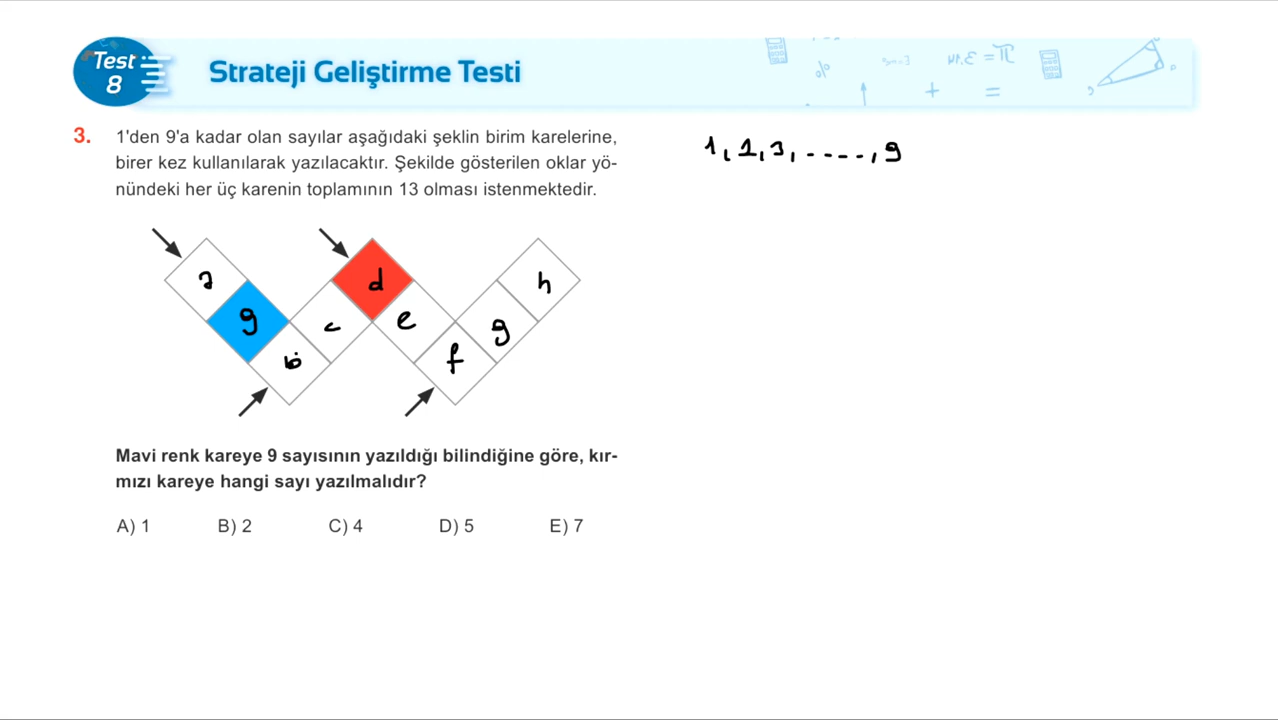 Test
8
Strateji Geliştirme Testi
3. 1'den 9'a kadar olan sayılar aşağıdaki şeklin birim karelerine,
birer kez kullanılarak yazılacaktır. Şekilde gösterilen oklar yö-
nündeki her üç karenin toplamının 13 olması istenmektedir.
1, 2, 3, ....., 9
a 9 b c d e f g h
Mavi renk kareye 9 sayısının yazıldığı bilindiğine göre, kır-
mızı kareye hangi sayı yazılmalıdır?
A) 1 B) 2 C) 4 D) 5 E) 7